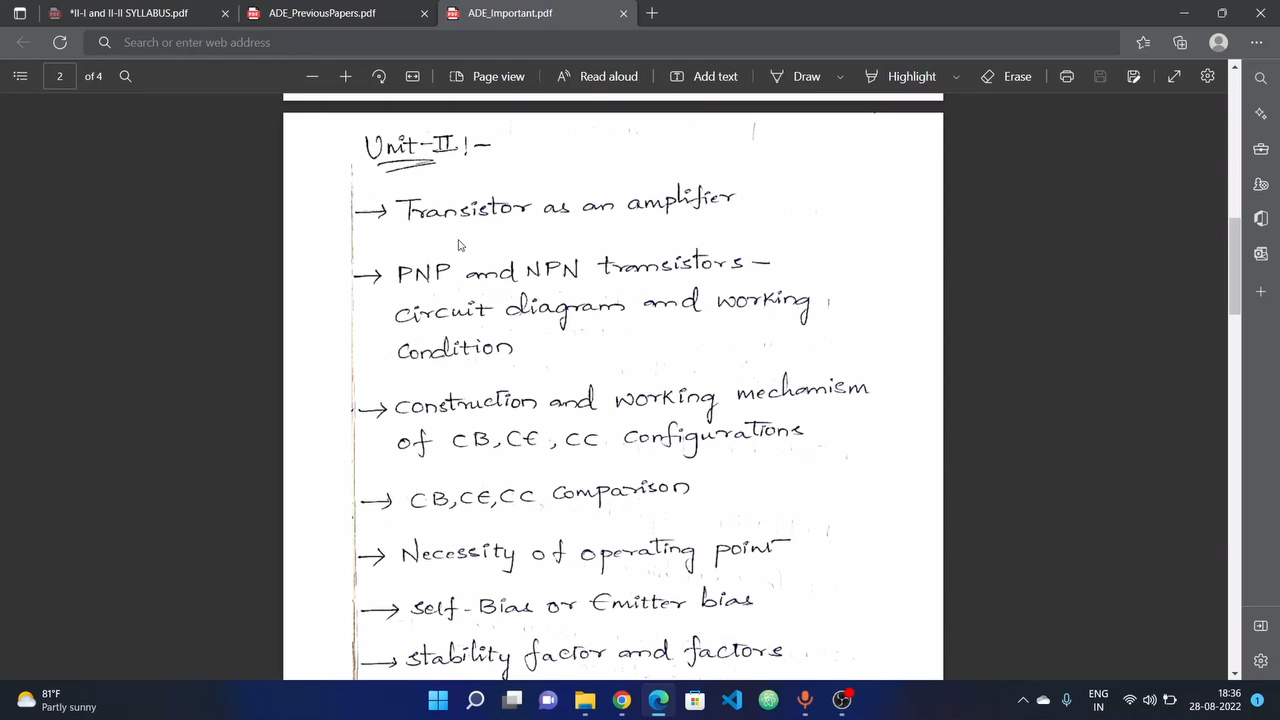 *II-I and II-II SYLLABUS.pdf
ADE_PreviousPapers.pdf
ADE_Important.pdf
Search or enter web address
2 of 4
Page view
Read aloud
Add text
Draw
Highlight
Erase
Unit-II :-
→ Transistor as an amplifier
→ PNP and NPN transistors -
circuit diagram and working
condition
→ construction and working mechamism
of CB, CE, CC configurations
→ CB, CE, CC comparison
→ Necessity of operating point
→ self-Bias or Emitter bias
→ stability factor and factors
81°F
Partly sunny
ENG
IN
18:36
28-08-2022
1